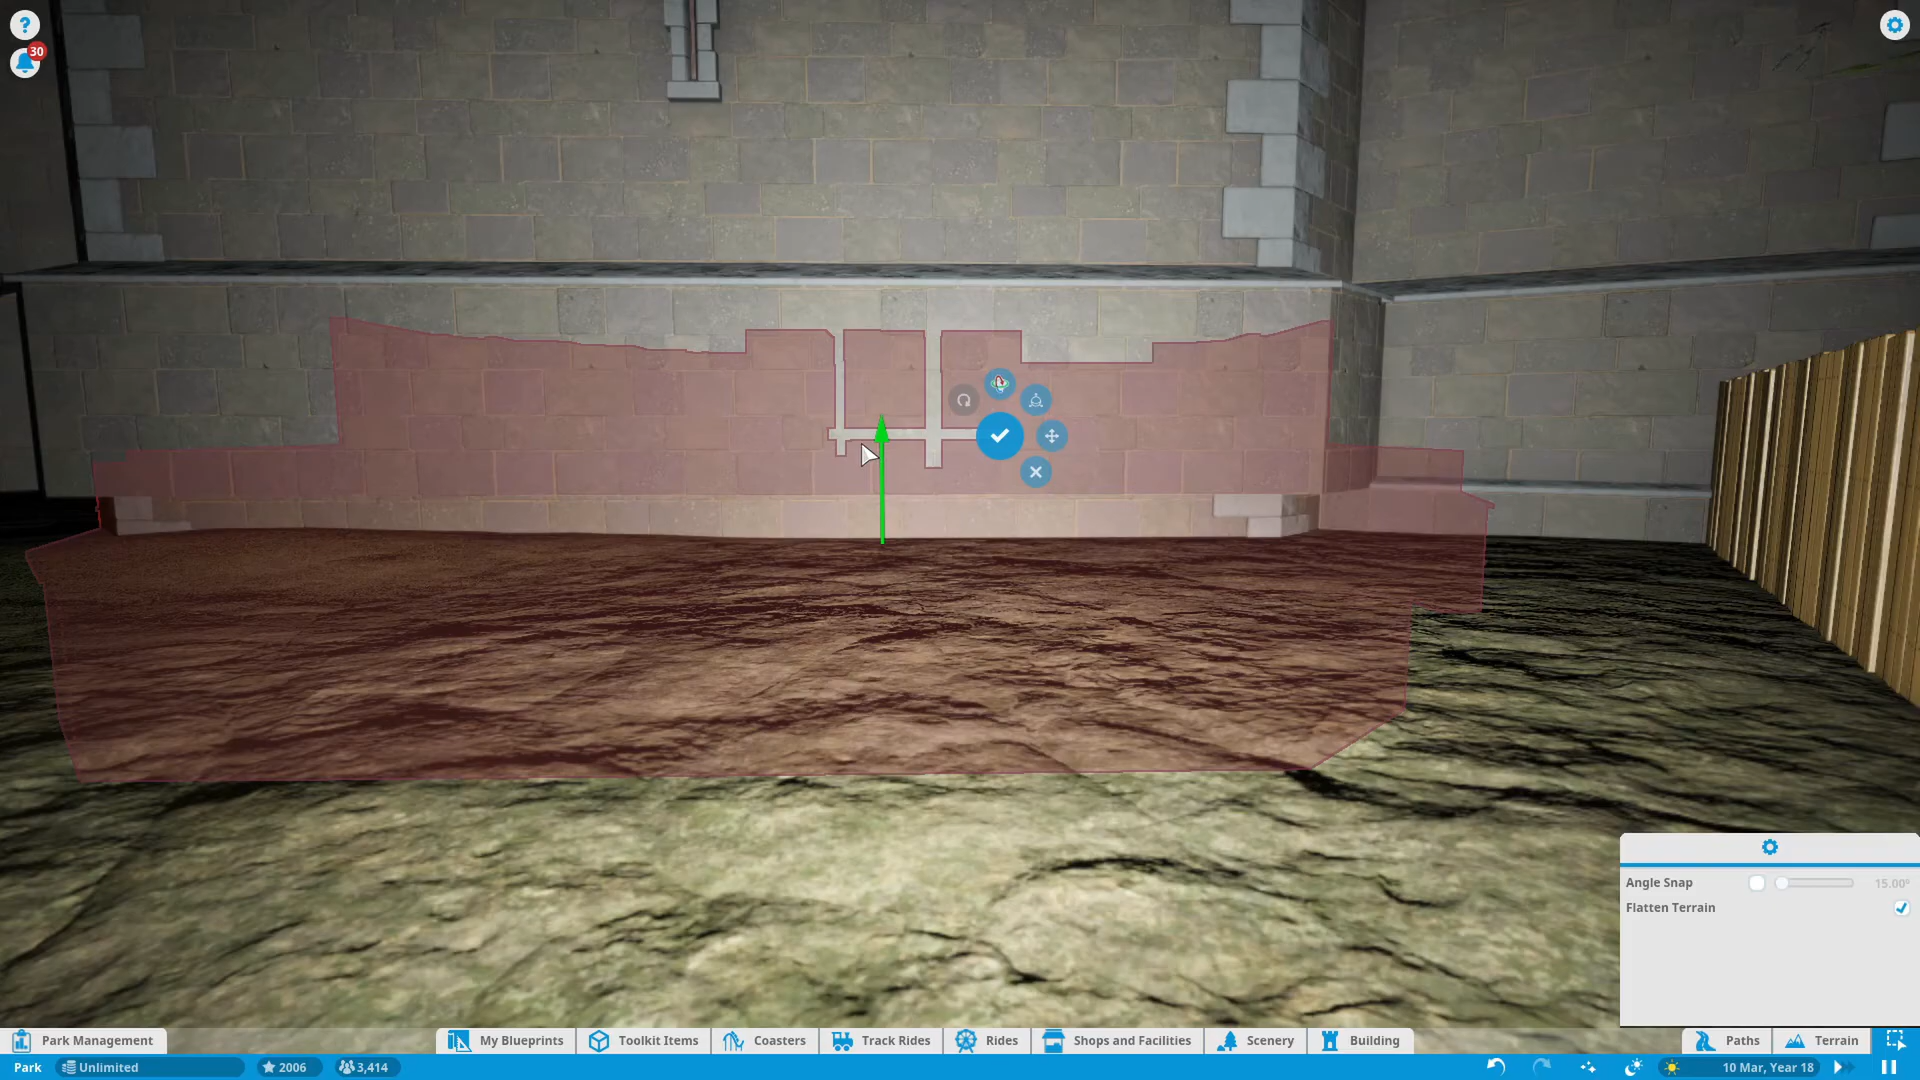 ?
30
Angle Snap 15.00°
Flatten Terrain
Park Management
My Blueprints
Toolkit Items
Coasters
Track Rides
Rides
Shops and Facilities
Scenery
Building
Paths
Terrain
Park
Unlimited
2006
3,414
10 Mar, Year 18